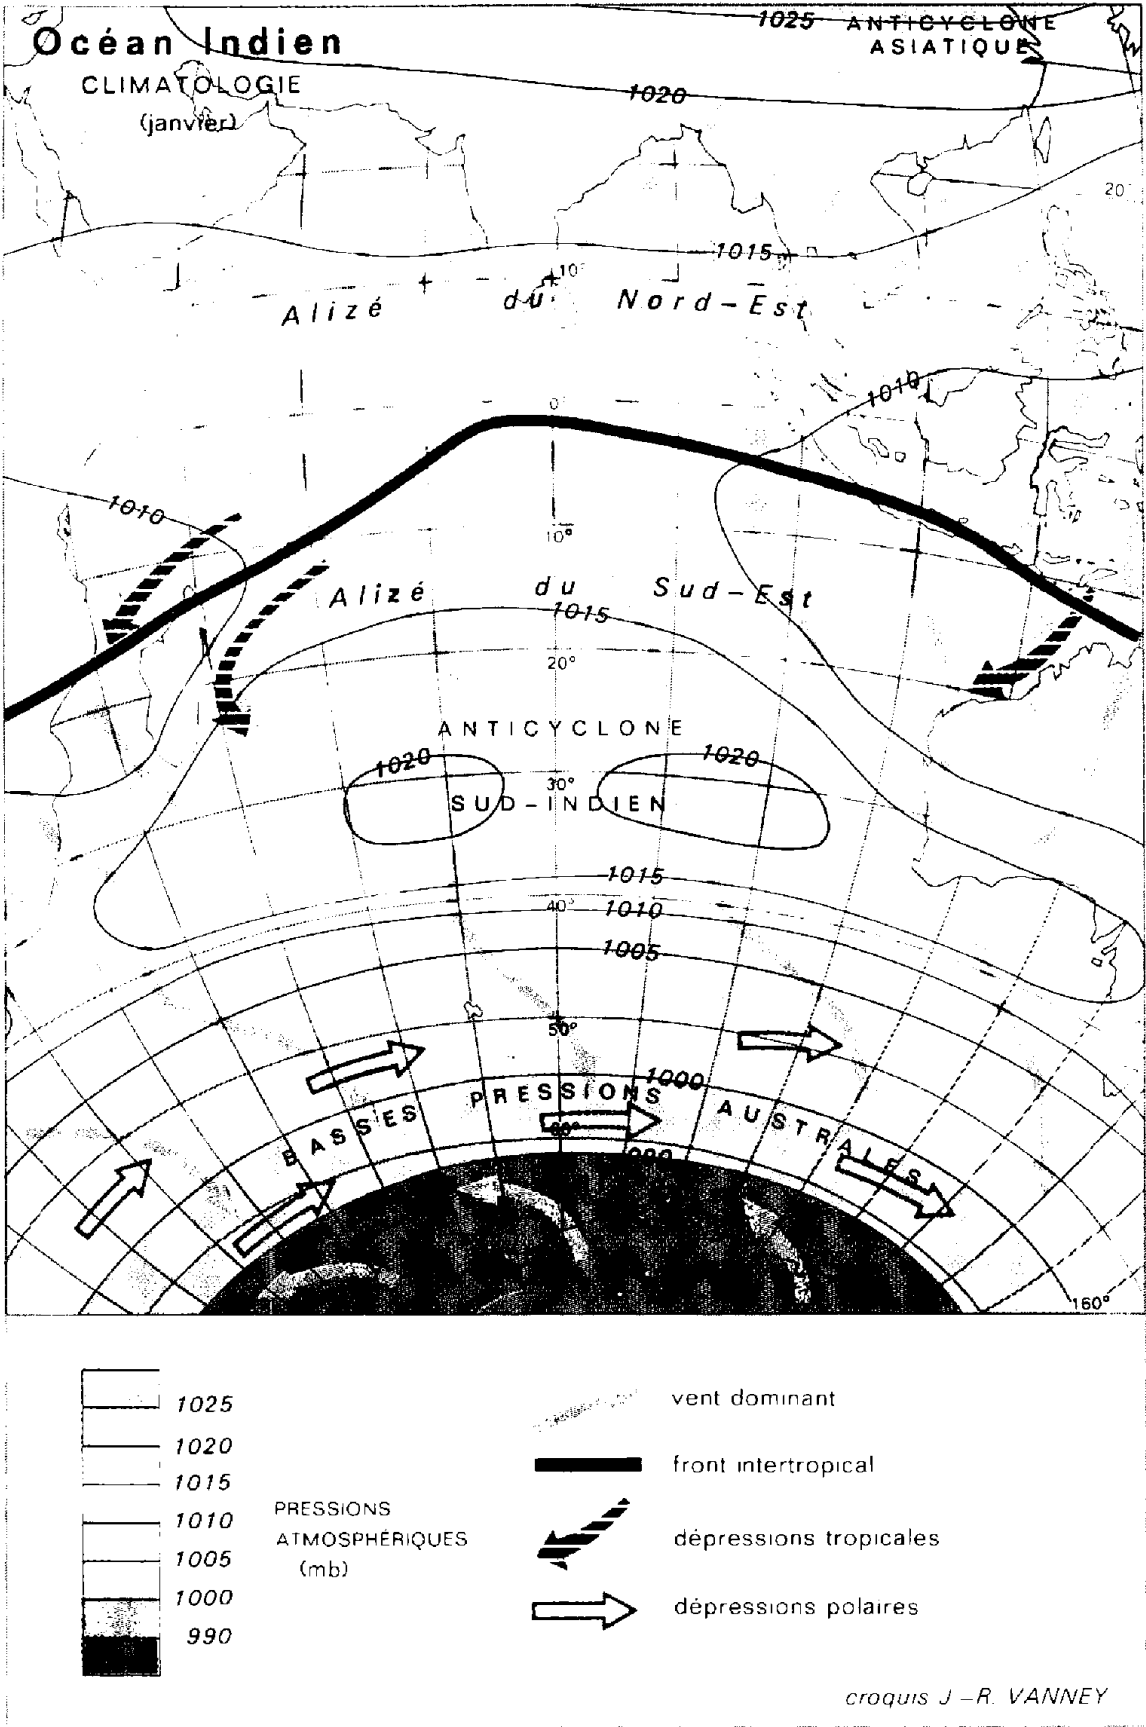 Océan Indien
CLIMATOLOGIE
(janvier)
1025
ANTICYCLONE
ASIATIQUE
1020
20°
1015
10°
Alizé du Nord-Est
1010
0°
1010
10°
Alizé du Sud-Est
1015
20°
ANTICYCLONE
1020
1020
30°
SUD-INDIEN
1015
40°
1010
1005
50°
1000
BASSES PRESSIONS AUSTRALES
60°
990
160°
1025
1020
1015
1010
1005
1000
990
PRESSIONS
ATMOSPHÉRIQUES
(mb)
vent dominant
front intertropical
dépressions tropicales
dépressions polaires
croquis J-R. VANNEY